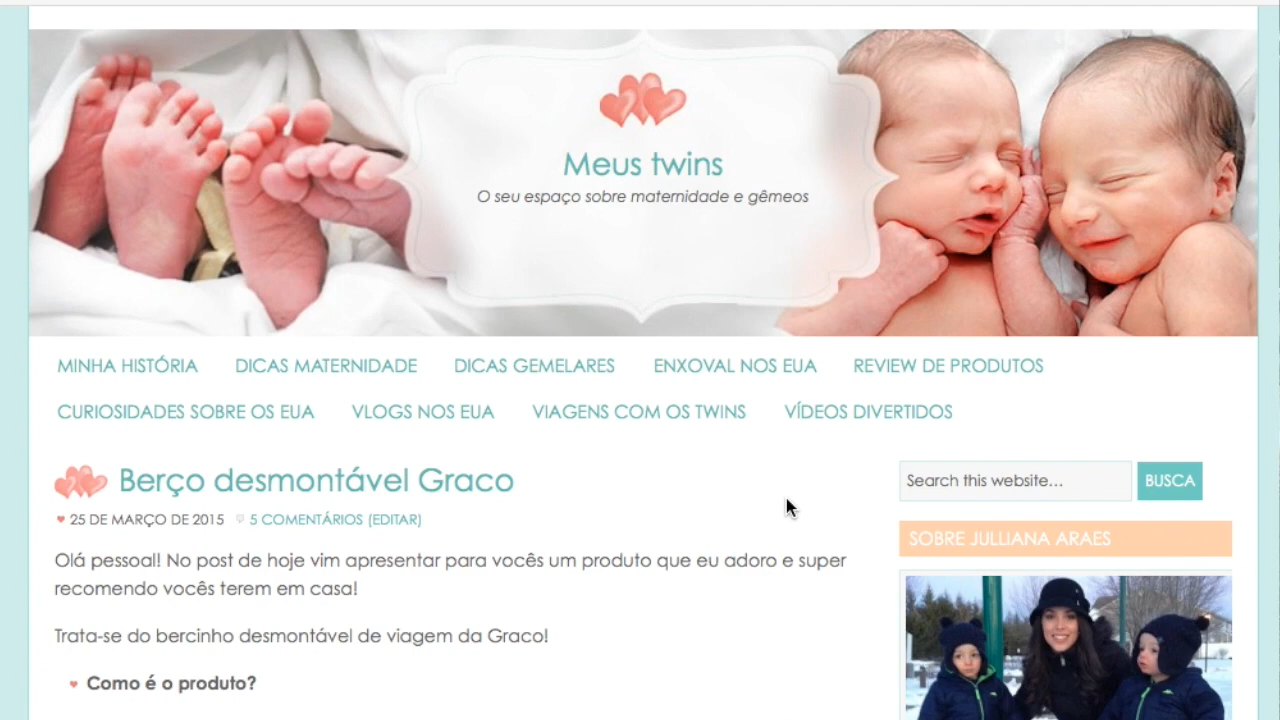 Meus twins
O seu espaço sobre maternidade e gêmeos
MINHA HISTÓRIA DICAS MATERNIDADE DICAS GEMELARES ENXOVAL NOS EUA REVIEW DE PRODUTOS
CURIOSIDADES SOBRE OS EUA VLOGS NOS EUA VIAGENS COM OS TWINS VÍDEOS DIVERTIDOS
Berço desmontável Graco
25 DE MARÇO DE 2015 5 COMENTÁRIOS (EDITAR)
Olá pessoal! No post de hoje vim apresentar para vocês um produto que eu adoro e super
recomendo vocês terem em casa!
Trata-se do bercinho desmontável de viagem da Graco!
Como é o produto?
Search this website... BUSCA
SOBRE JULLIANA ARAES